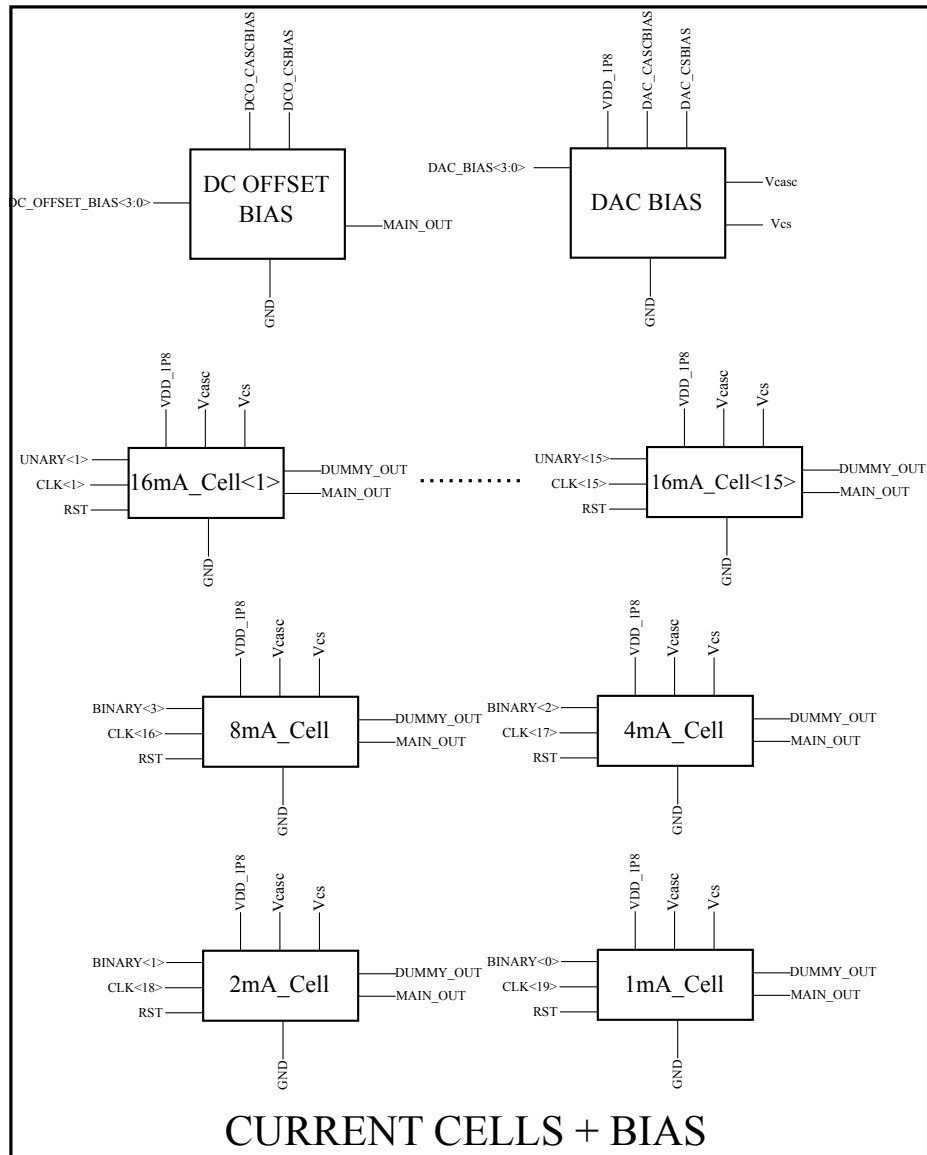 DCO_CASCBIAS
DCO_CSBIAS
DC_OFFSET_BIAS<3:0>
DC OFFSET
BIAS
MAIN_OUT
GND
VDD_1P8
DAC_CASCBIAS
DAC_CSBIAS
DAC_BIAS<3:0>
DAC BIAS
Vcasc
Vcs
GND
VDD_1P8
Vcasc
Vcs
UNARY<1>
CLK<1>
RST
16mA_Cell<1>
DUMMY_OUT
MAIN_OUT
GND
VDD_1P8
Vcasc
Vcs
UNARY<15>
CLK<15>
RST
16mA_Cell<15>
DUMMY_OUT
MAIN_OUT
GND
VDD_1P8
Vcasc
Vcs
BINARY<3>
CLK<16>
RST
8mA_Cell
DUMMY_OUT
MAIN_OUT
GND
VDD_1P8
Vcasc
Vcs
BINARY<2>
CLK<17>
RST
4mA_Cell
DUMMY_OUT
MAIN_OUT
GND
VDD_1P8
Vcasc
Vcs
BINARY<1>
CLK<18>
RST
2mA_Cell
DUMMY_OUT
MAIN_OUT
GND
VDD_1P8
Vcasc
Vcs
BINARY<0>
CLK<19>
RST
1mA_Cell
DUMMY_OUT
MAIN_OUT
GND
CURRENT CELLS + BIAS